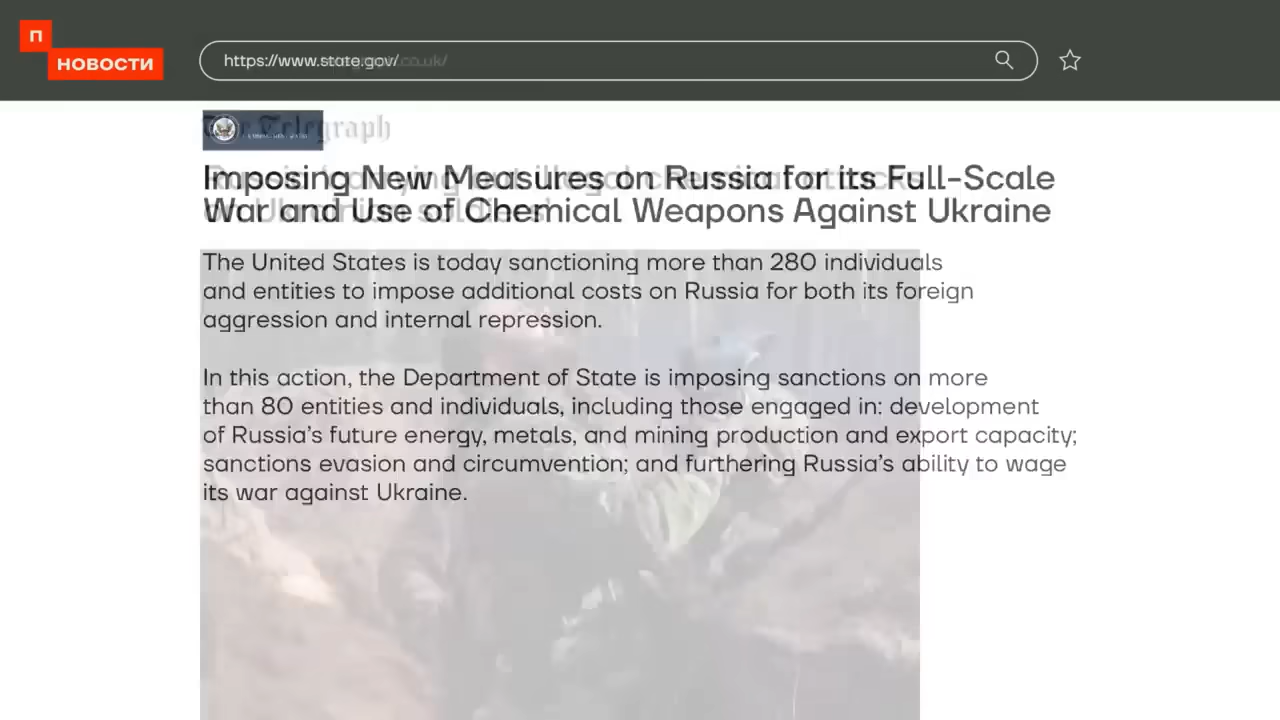 П
НОВОСТИ
https://www.state.gov/
The Telegraph
Imposing New Measures on Russia for its Full-Scale
War and Use of Chemical Weapons Against Ukraine
The United States is today sanctioning more than 280 individuals
and entities to impose additional costs on Russia for both its foreign
aggression and internal repression.
In this action, the Department of State is imposing sanctions on more
than 80 entities and individuals, including those engaged in: development
of Russia's future energy, metals, and mining production and export capacity;
sanctions evasion and circumvention; and furthering Russia's ability to wage
its war against Ukraine.